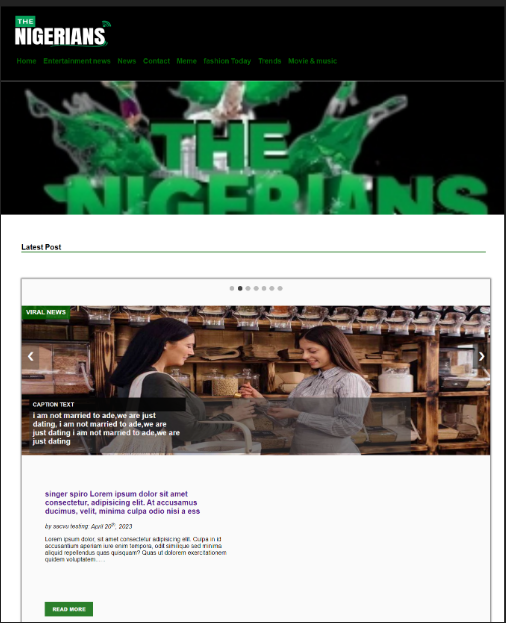 THE
NIGERIANS
Home Entertainment news News Contact Meme fashion Today Trends Movie & music
THE
NIGERIANS
Latest Post
VIRAL NEWS
CAPTION TEXT
i am not married to ade,we are just
dating, i am not married to ade,we are
just dating i am not married to ade,we are
just dating
singer spiro Lorem ipsum dolor sit amet
consectetur, adipisicing elit. At accusamus
ducimus, velit, minima culpa odio nisi a ess
by sacvu testing April 20th, 2023
Lorem ipsum dolor, sit amet consectetur adipisicing elit. Culpa in id
accusantium aperiam iure enim tempora, odit similique sed minima
aliquid repellendus quas quisquam? Quas ut dolorem exercitationem
quidem voluptatem. . .
READ MORE